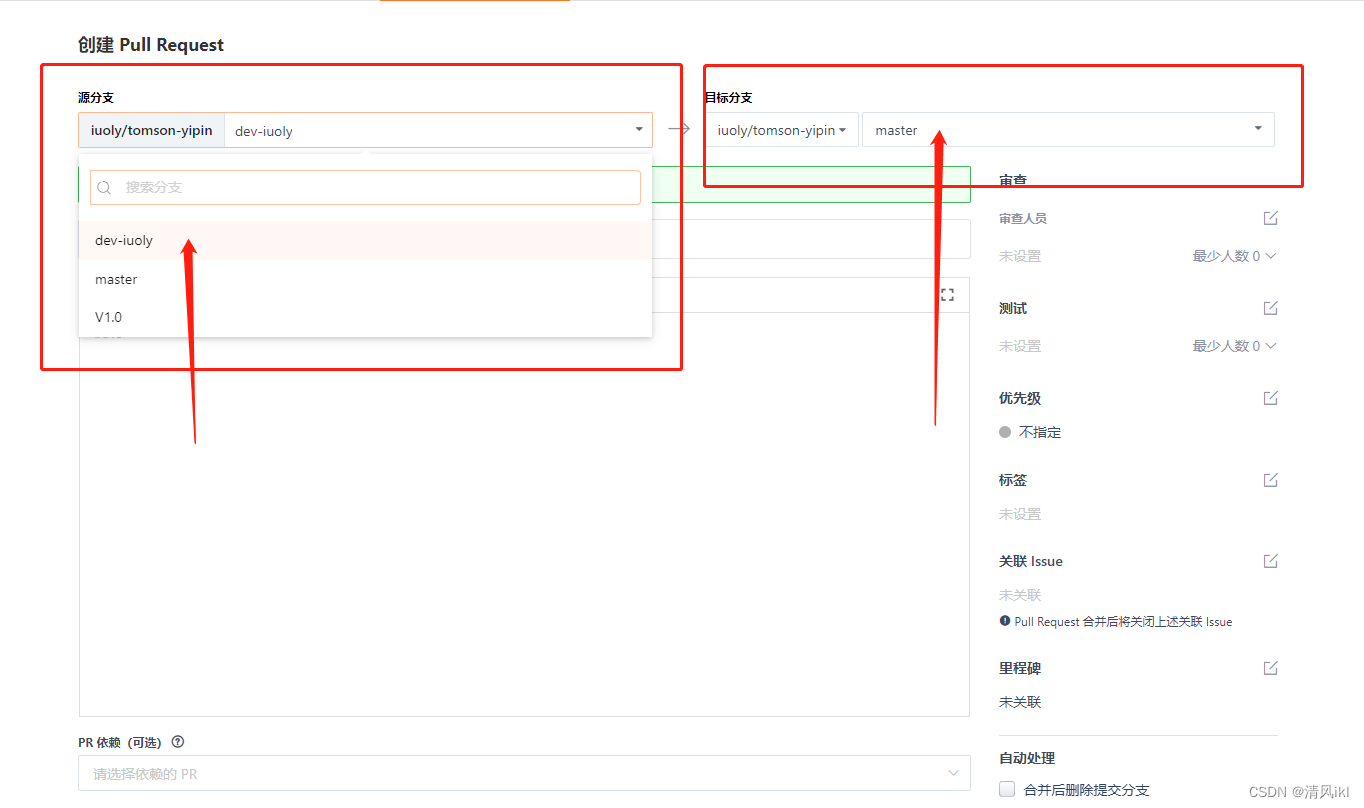 创建 Pull Request
源分支
iuoly/tomson-yipin dev-iuoly
搜索分支
dev-iuoly
master
V1.0
目标分支
iuoly/tomson-yipin master
审查
审查人员
未设置 最少人数 0
测试
未设置 最少人数 0
优先级
不指定
标签
未设置
关联 Issue
未关联
Pull Request 合并后将关闭上述关联 Issue
里程碑
未关联
PR 依赖 (可选)
请选择依赖的 PR
自动处理
合并后删除提交分支
CSDN @清风ikl